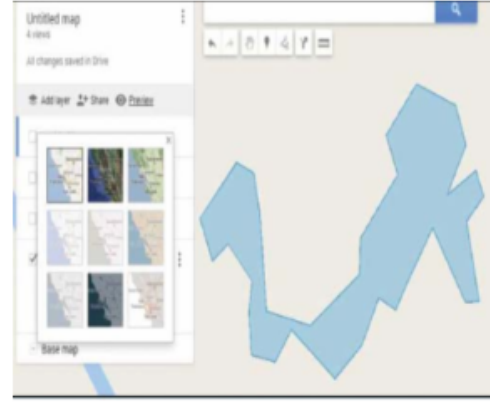 Untitled map
4 views
All changes saved in Drive
Add layer Share Preview
Base map